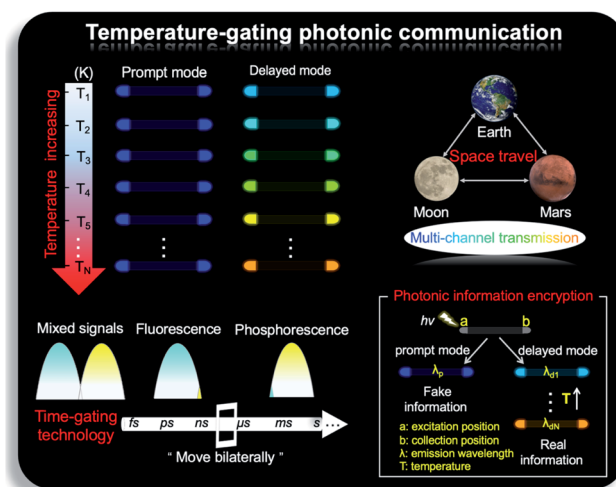 Temperature-gating photonic communication
(K)
Prompt mode
Delayed mode
Temperature increasing
T1
T2
T3
T4
T5
TN
Earth
Space travel
Moon
Mars
Multi-channel transmission
Mixed signals
Fluorescence
Phosphorescence
Time-gating
technology
fs ps ns μs ms s ...
“ Move bilaterally ”
Photonic information encryption
hν
a
b
prompt mode
delayed mode
λp
λd1
Fake
information
T
λdN
Real
information
a: excitation position
b: collection position
λ: emission wavelength
T: temperature